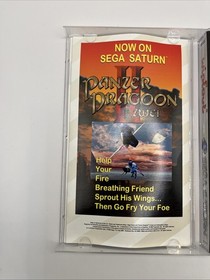 NOW ON
SEGA SATURN™
II
PANZER
DRAGOON
Zwei
Help
Your
Fire
Breathing Friend
Sprout His Wings...
Then Go Fry Your Foe